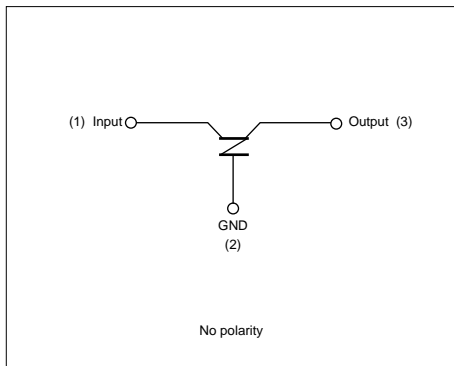 (1) Input Output (3)
GND
(2)
No polarity